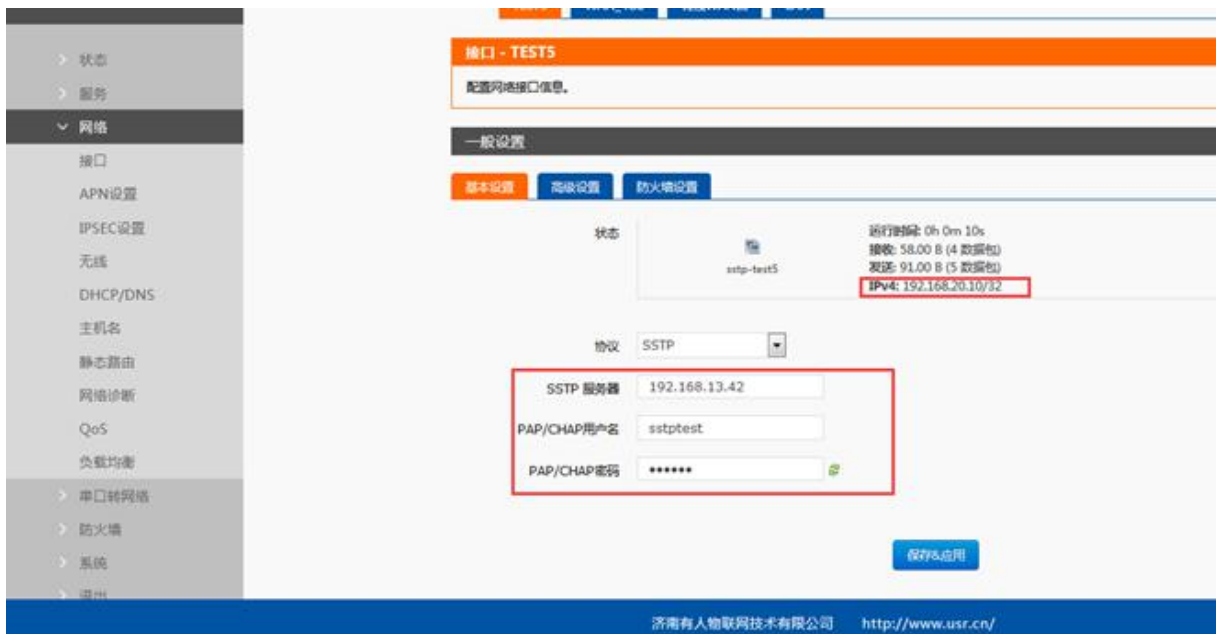 状态
服务
网络
接口
APN设置
IPSEC设置
无线
DHCP/DNS
主机名
静态路由
网络诊断
QoS
负载均衡
串口转网络
防火墙
系统
退出
接口 - TEST5
配置网络接口信息。
一般设置
基本设置 高级设置 防火墙设置
状态
sstp-test5
运行时间: 0h 0m 10s
接收: 58.00 B (4 数据包)
发送: 91.00 B (5 数据包)
IPv4: 192.168.20.10/32
协议 SSTP
SSTP 服务器 192.168.13.42
PAP/CHAP用户名 sstptest
PAP/CHAP密码 ••••••
保存&应用
济南有人物联网技术有限公司 http://www.usr.cn/